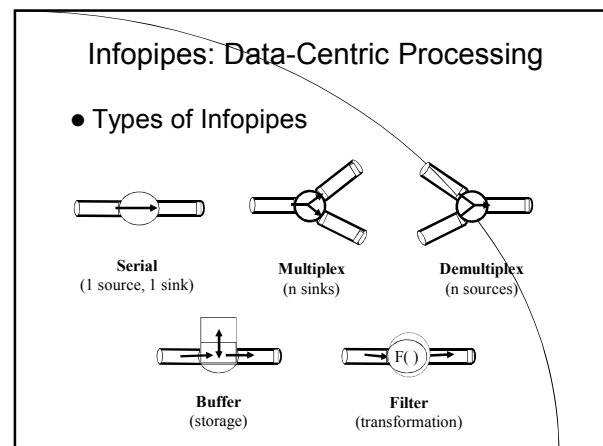 Infopipes: Data-Centric Processing
● Types of Infopipes
Serial
(1 source, 1 sink)
Multiplex
(n sinks)
Demultiplex
(n sources)
F( )
Buffer
(storage)
Filter
(transformation)